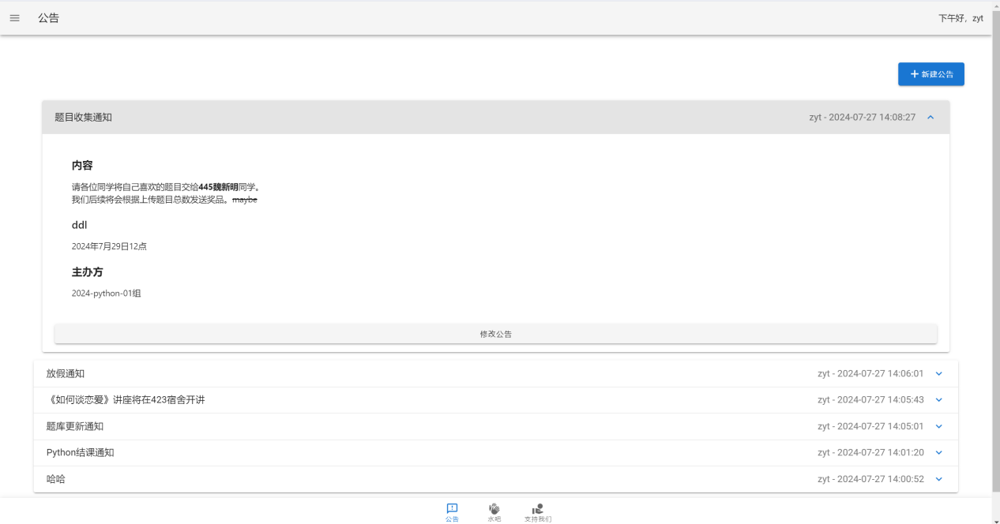 公告
下午好，zyt
新建公告
题目收集通知 zyt - 2024-07-27 14:08:27
内容
请各位同学将自己喜欢的题目交给445魏新明同学。
我们后续将会根据上传题目总数发送奖品。maybe
ddl
2024年7月29日12点
主办方
2024-python-01组
修改公告
放假通知 zyt - 2024-07-27 14:06:01
《如何谈恋爱》讲座将在423宿舍开讲 zyt - 2024-07-27 14:05:43
题库更新通知 zyt - 2024-07-27 14:05:01
Python结课通知 zyt - 2024-07-27 14:01:20
哈哈 zyt - 2024-07-27 14:00:52
公告 水吧 支持我们